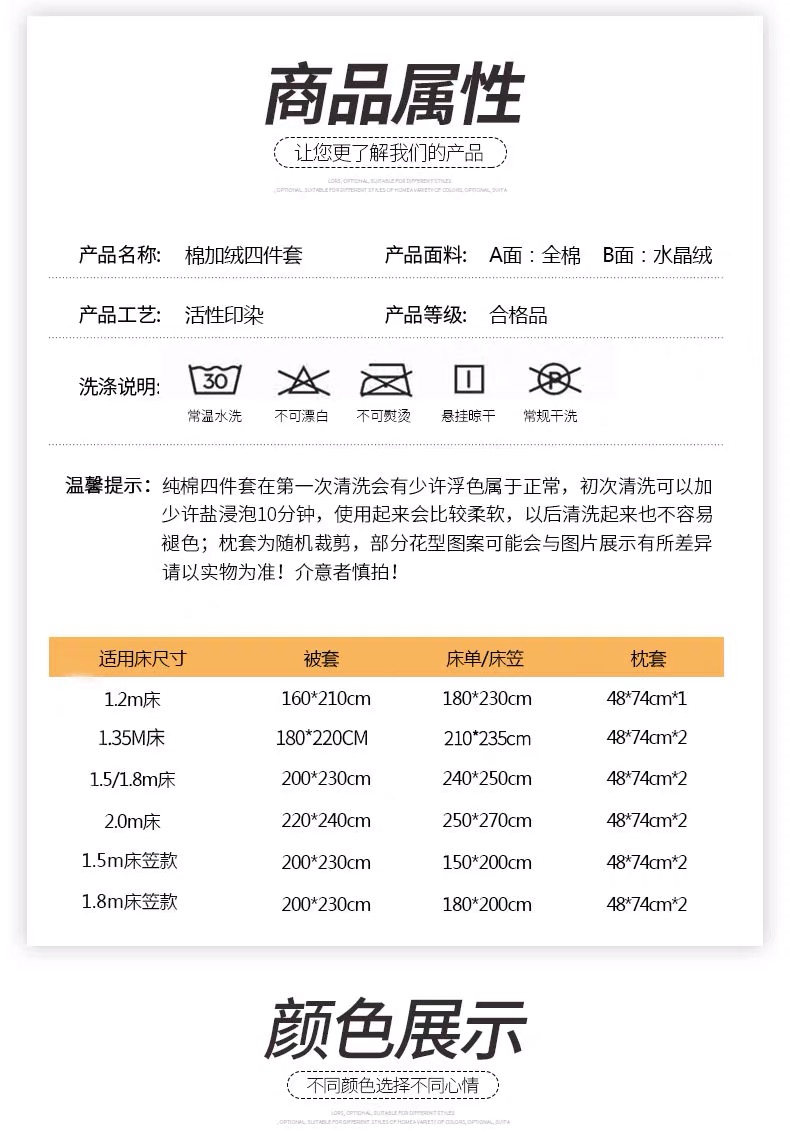 商品属性
让您更了解我们的产品
LORS, OPTIONAL, SUITABLE FOR DIFFERENT STYLES
, OPTIONAL, SUITABLE FOR DIFFERENT STYLES OF HOMEA VARIETY OF COLORS, OPTIONAL, SUITA
产品名称: 棉加绒四件套 产品面料: A面：全棉 B面：水晶绒
产品工艺: 活性印染 产品等级: 合格品
洗涤说明:
30 P
常温水洗 不可漂白 不可熨烫 悬挂晾干 常规干洗
温馨提示：纯棉四件套在第一次清洗会有少许浮色属于正常，初次清洗可以加
少许盐浸泡10分钟，使用起来会比较柔软，以后清洗起来也不容易
褪色；枕套为随机裁剪，部分花型图案可能会与图片展示有所差异
请以实物为准！介意者慎拍！
适用床尺寸 被套 床单/床笠 枕套
1.2m床 160*210cm 180*230cm 48*74cm*1
1.35M床 180*220CM 210*235cm 48*74cm*2
1.5/1.8m床 200*230cm 240*250cm 48*74cm*2
2.0m床 220*240cm 250*270cm 48*74cm*2
1.5m床笠款 200*230cm 150*200cm 48*74cm*2
1.8m床笠款 200*230cm 180*200cm 48*74cm*2
颜色展示
不同颜色选择不同心情
LORS, OPTIONAL, SUITABLE FOR DIFFERENT STYLES
, OPTIONAL, SUITABLE FOR DIFFERENT STYLES OF HOMEA VARIETY OF COLORS, OPTIONAL, SUITA